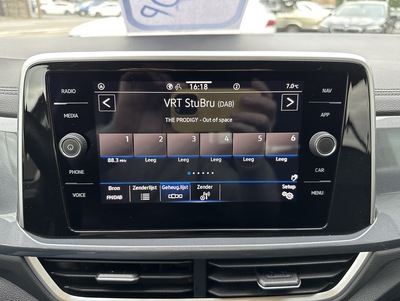 16:18
7.0°C
RADIO
MEDIA
PHONE
VOICE
NAV
APP
CAR
MENU
VRT StuBru (DAB)
THE PRODIGY - Out of space
1 2 3 4 5 6
88.3 MHz Leeg Leeg Leeg Leeg Leeg
Bron Zenderlijst Geheug.lijst Zender Setup
FM/DAB